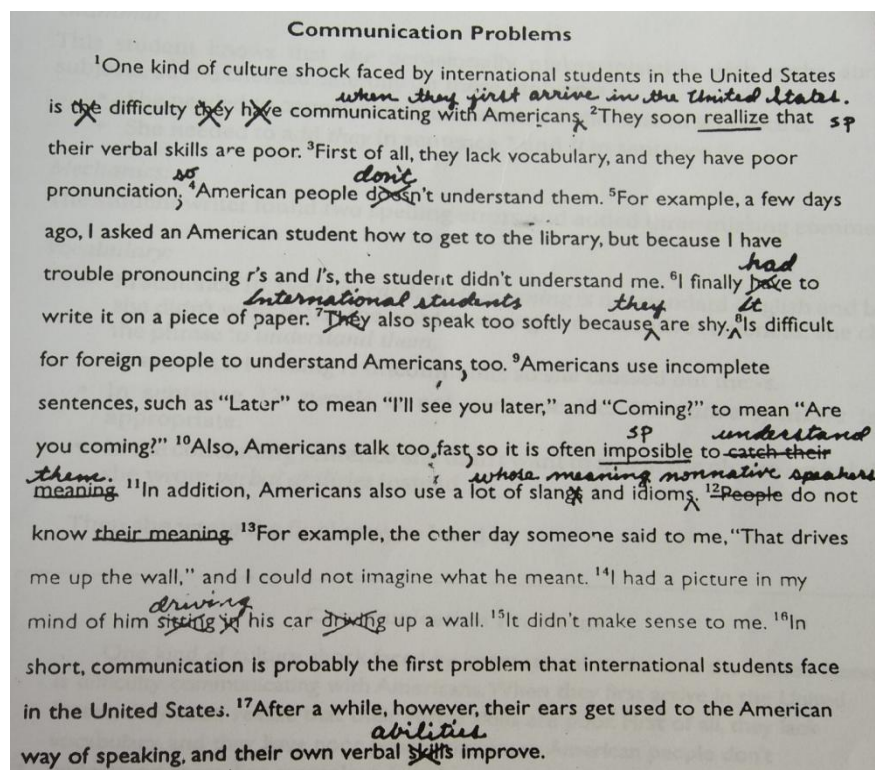 Communication Problems
¹One kind of culture shock faced by international students in the United States
when they first arrive in the United States.
is the difficulty they have communicating with Americans. ²They soon reallize that sp
their verbal skills are poor. ³First of all, they lack vocabulary, and they have poor
so don't
pronunciation, ⁴American people doesn't understand them. ⁵For example, a few days
ago, I asked an American student how to get to the library, but because I have
trouble pronouncing r's and l's, the student didn't understand me. ⁶I finally have to
had
International students they It
write it on a piece of paper. ⁷They also speak too softly because are shy. ⁸Is difficult
for foreign people to understand Americans, too. ⁹Americans use incomplete
sentences, such as “Later” to mean “I'll see you later,” and “Coming?” to mean “Are
sp understand
you coming?” ¹⁰Also, Americans talk too fast, so it is often imposible to catch their
them. whose meaning nonnative speakers
meaning. ¹¹In addition, Americans also use a lot of slangs and idioms. ¹²People do not
know their meaning. ¹³For example, the other day someone said to me, “That drives
me up the wall,” and I could not imagine what he meant. ¹⁴I had a picture in my
driving
mind of him sitting in his car driving up a wall. ¹⁵It didn't make sense to me. ¹⁶In
short, communication is probably the first problem that international students face
in the United States. ¹⁷After a while, however, their ears get used to the American
abilities
way of speaking, and their own verbal skills improve.